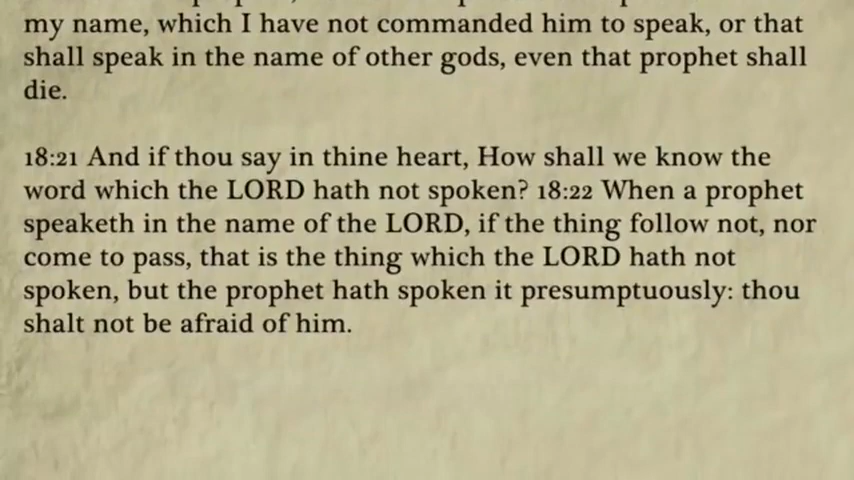 my name, which I have not commanded him to speak, or that
shall speak in the name of other gods, even that prophet shall
die.
18:21 And if thou say in thine heart, How shall we know the
word which the LORD hath not spoken? 18:22 When a prophet
speaketh in the name of the LORD, if the thing follow not, nor
come to pass, that is the thing which the LORD hath not
spoken, but the prophet hath spoken it presumptuously: thou
shalt not be afraid of him.